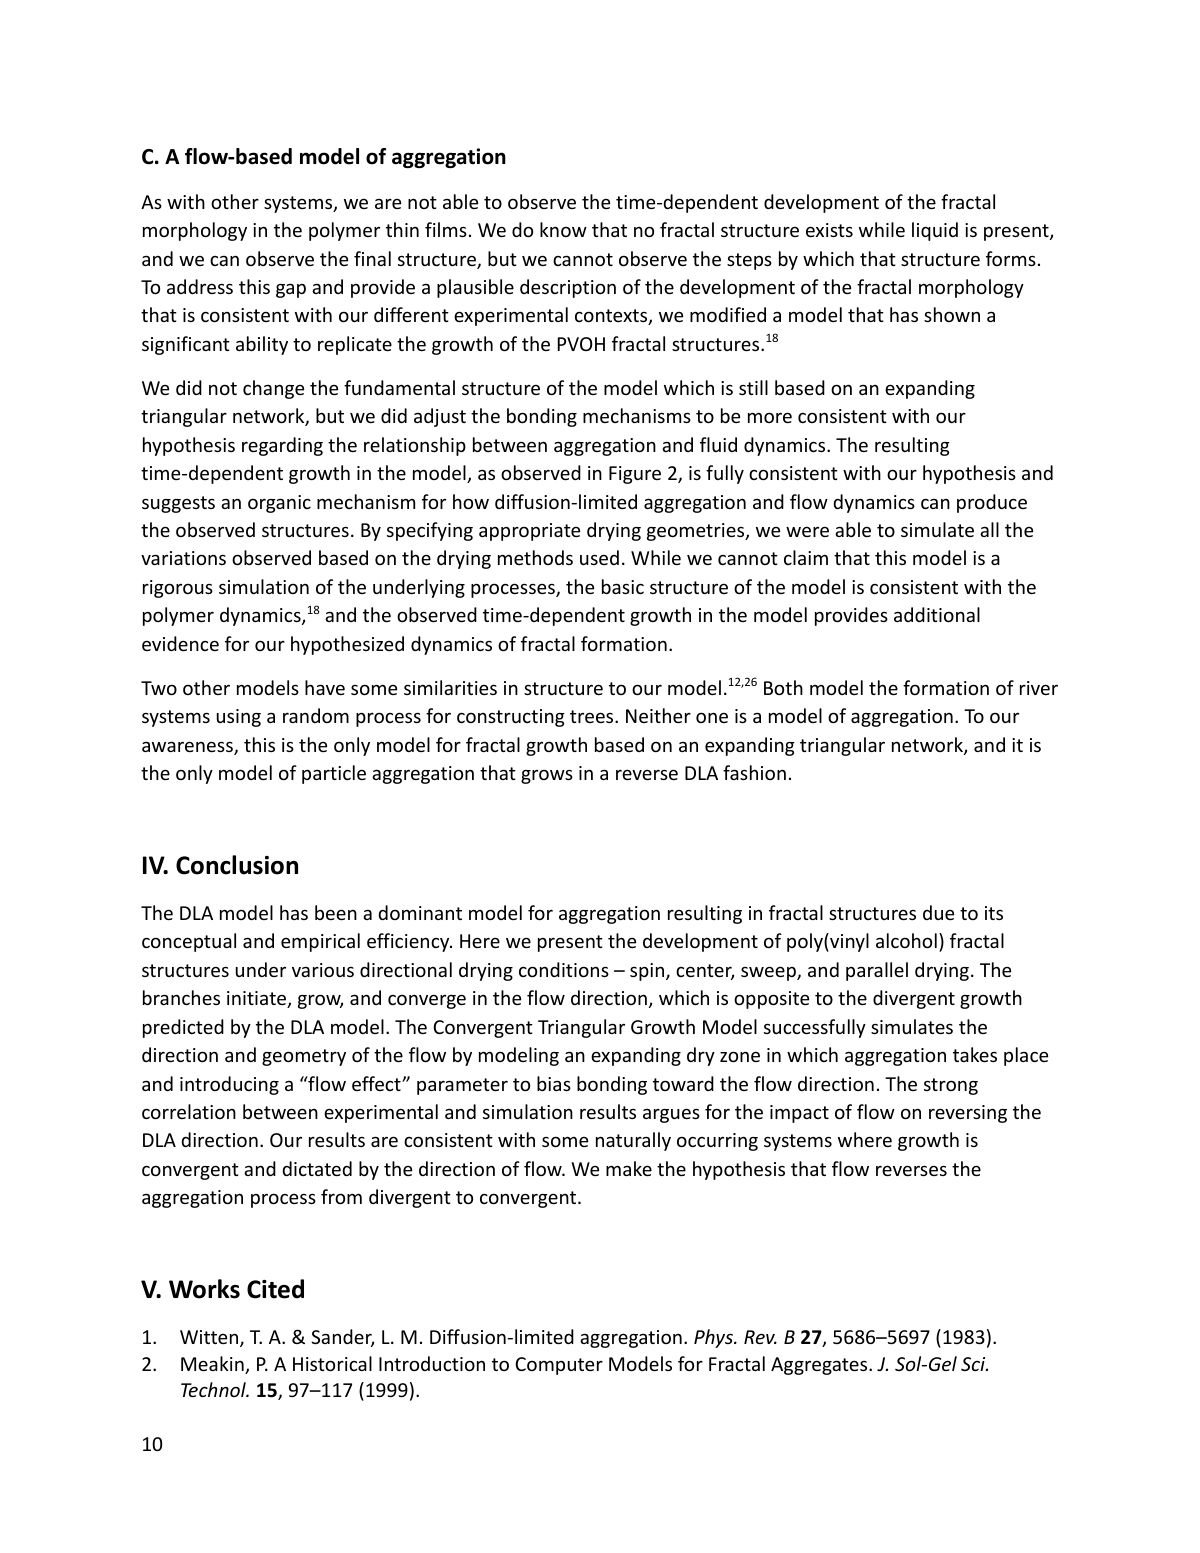 C. A flow-based model of aggregation
As with other systems, we are not able to observe the time-dependent development of the fractal
morphology in the polymer thin films. We do know that no fractal structure exists while liquid is present,
and we can observe the final structure, but we cannot observe the steps by which that structure forms.
To address this gap and provide a plausible description of the development of the fractal morphology
that is consistent with our different experimental contexts, we modified a model that has shown a
significant ability to replicate the growth of the PVOH fractal structures.18
We did not change the fundamental structure of the model which is still based on an expanding
triangular network, but we did adjust the bonding mechanisms to be more consistent with our
hypothesis regarding the relationship between aggregation and fluid dynamics. The resulting
time-dependent growth in the model, as observed in Figure 2, is fully consistent with our hypothesis and
suggests an organic mechanism for how diffusion-limited aggregation and flow dynamics can produce
the observed structures. By specifying appropriate drying geometries, we were able to simulate all the
variations observed based on the drying methods used. While we cannot claim that this model is a
rigorous simulation of the underlying processes, the basic structure of the model is consistent with the
polymer dynamics,18 and the observed time-dependent growth in the model provides additional
evidence for our hypothesized dynamics of fractal formation.
Two other models have some similarities in structure to our model.12,26 Both model the formation of river
systems using a random process for constructing trees. Neither one is a model of aggregation. To our
awareness, this is the only model for fractal growth based on an expanding triangular network, and it is
the only model of particle aggregation that grows in a reverse DLA fashion.
IV. Conclusion
The DLA model has been a dominant model for aggregation resulting in fractal structures due to its
conceptual and empirical efficiency. Here we present the development of poly(vinyl alcohol) fractal
structures under various directional drying conditions – spin, center, sweep, and parallel drying. The
branches initiate, grow, and converge in the flow direction, which is opposite to the divergent growth
predicted by the DLA model. The Convergent Triangular Growth Model successfully simulates the
direction and geometry of the flow by modeling an expanding dry zone in which aggregation takes place
and introducing a “flow effect” parameter to bias bonding toward the flow direction. The strong
correlation between experimental and simulation results argues for the impact of flow on reversing the
DLA direction. Our results are consistent with some naturally occurring systems where growth is
convergent and dictated by the direction of flow. We make the hypothesis that flow reverses the
aggregation process from divergent to convergent.
V. Works Cited
1. Witten, T. A. & Sander, L. M. Diffusion-limited aggregation. Phys. Rev. B 27, 5686–5697 (1983).
2. Meakin, P. A Historical Introduction to Computer Models for Fractal Aggregates. J. Sol-Gel Sci.
Technol. 15, 97–117 (1999).
10